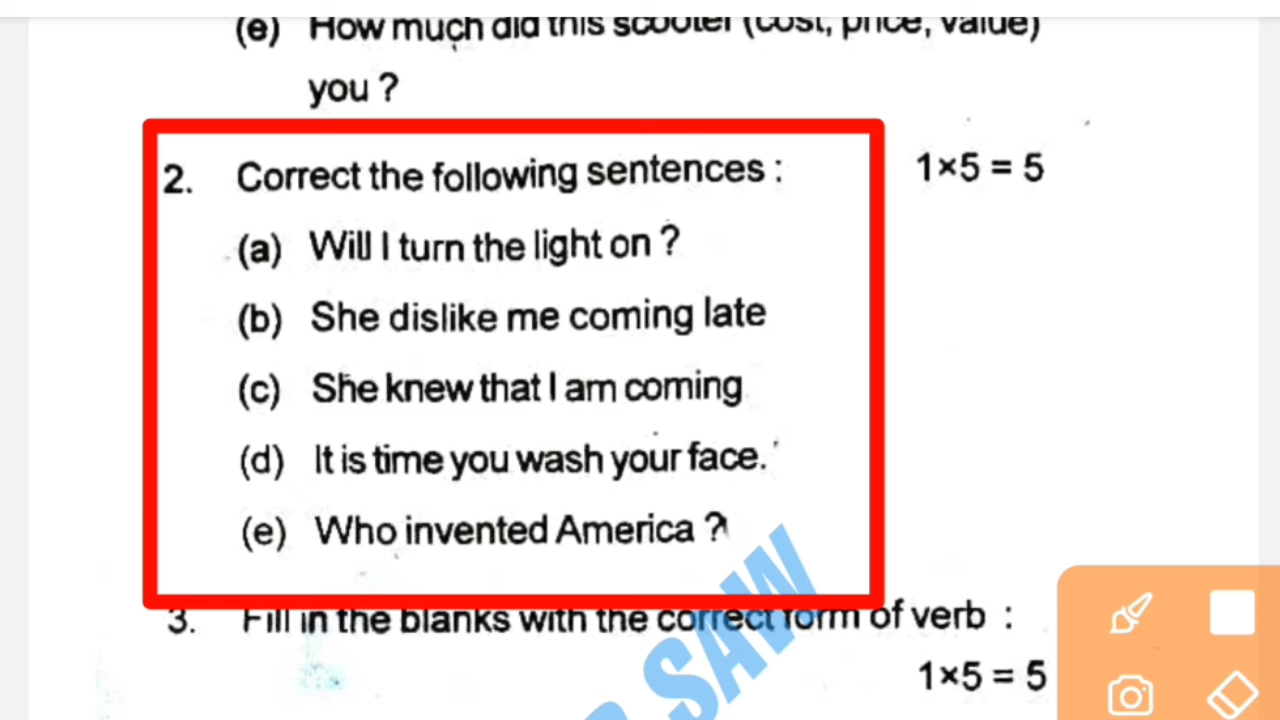 (e) How much did this scooter (cost, price, value)
you ?
2. Correct the following sentences :
1×5 = 5
(a) Will I turn the light on ?
(b) She dislike me coming late
(c) She knew that I am coming
(d) It is time you wash your face.
(e) Who invented America ?
3. Fill in the blanks with the correct form of verb :
1×5 = 5
SAW